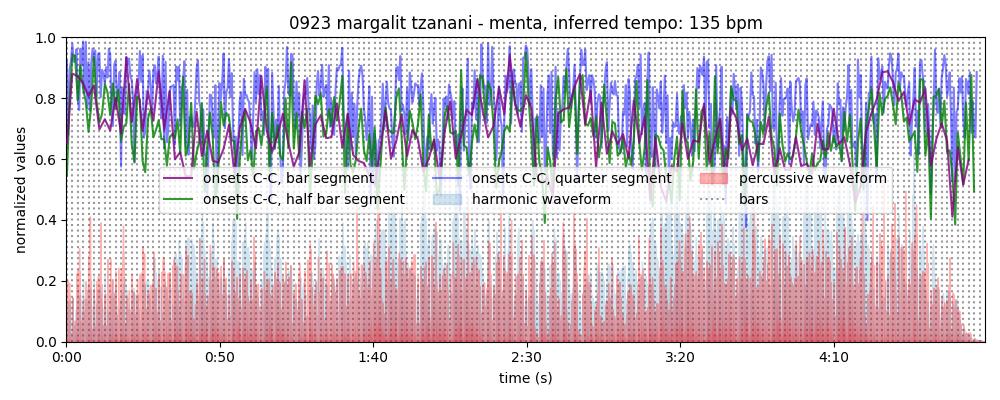 0923 margalit tzanani - menta, inferred tempo: 135 bpm
1.0
0.8
0.6
0.4
0.2
0.0
normalized values
onsets C-C, bar segment
onsets C-C, half bar segment
onsets C-C, quarter segment
harmonic waveform
percussive waveform
bars
0:00 0:50 1:40 2:30 3:20 4:10
time (s)